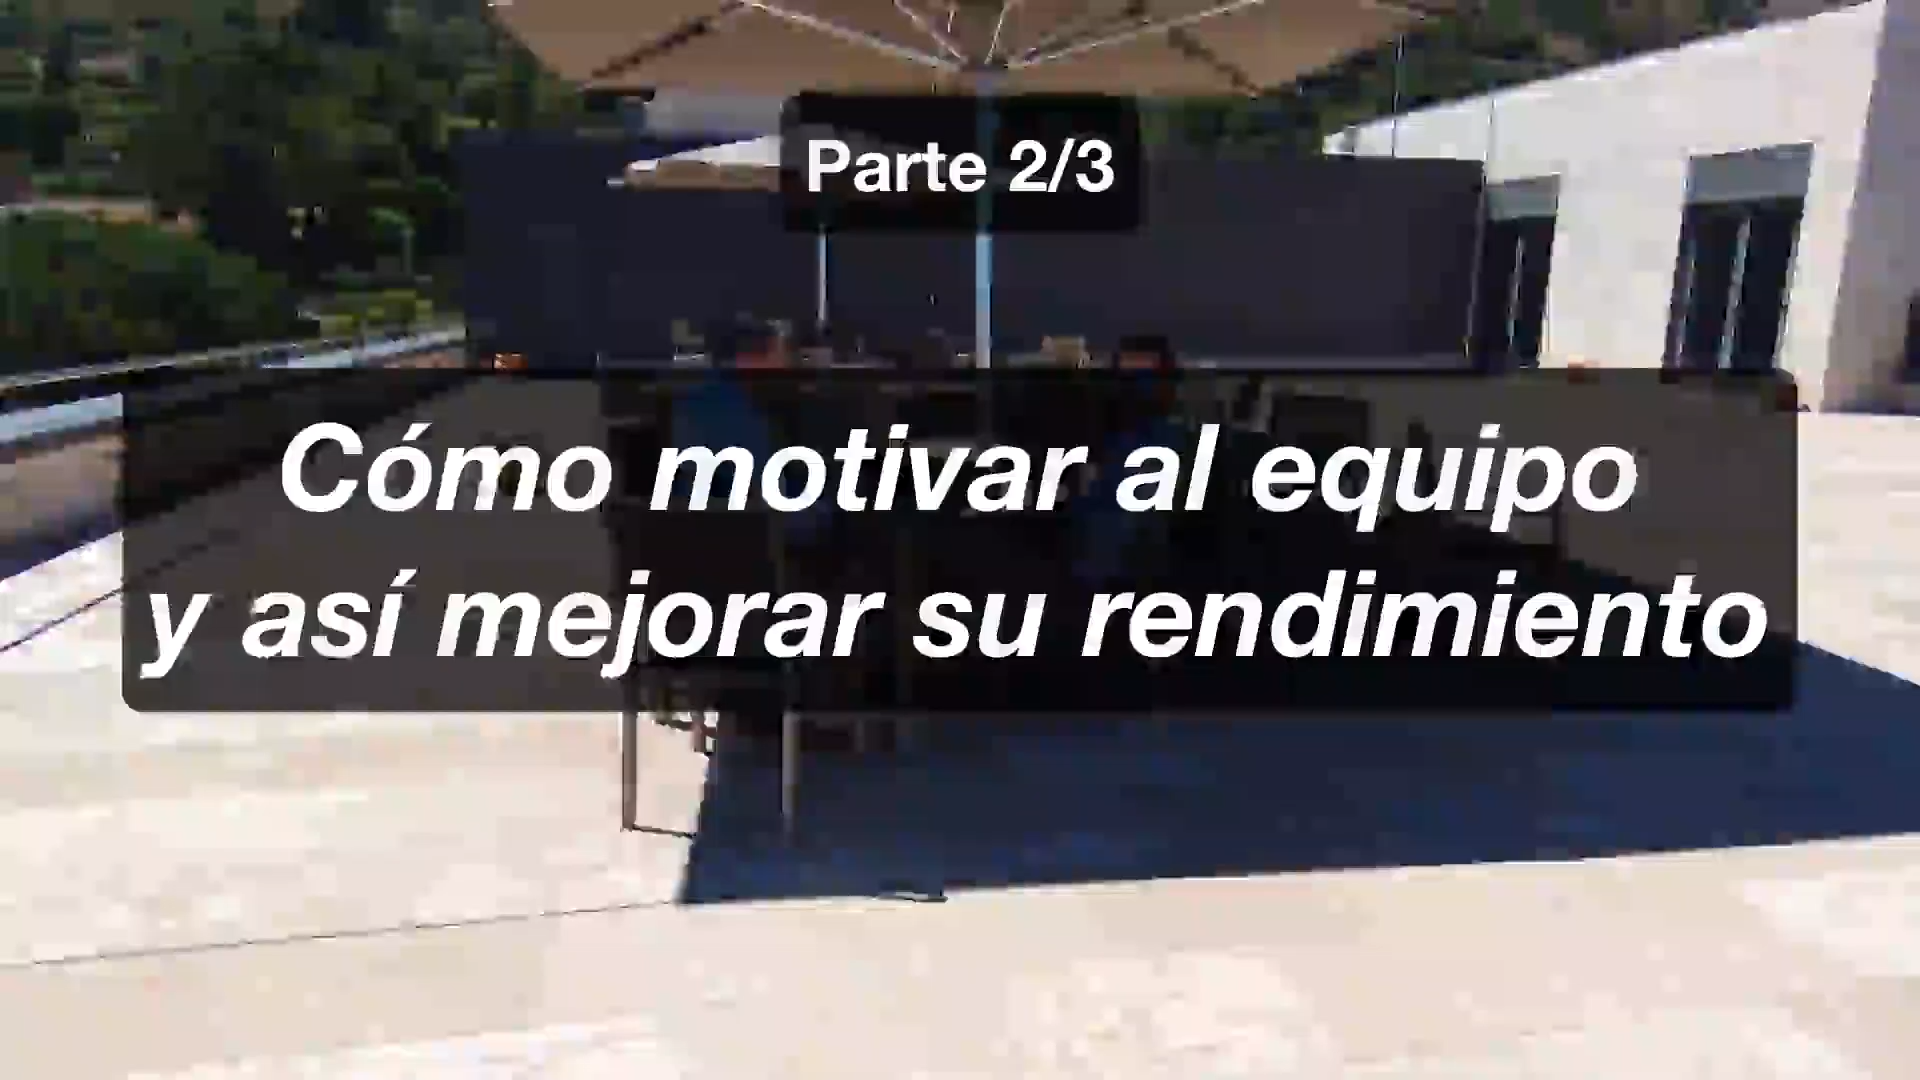 Parte 2/3
Cómo motivar al equipo
y así mejorar su rendimiento